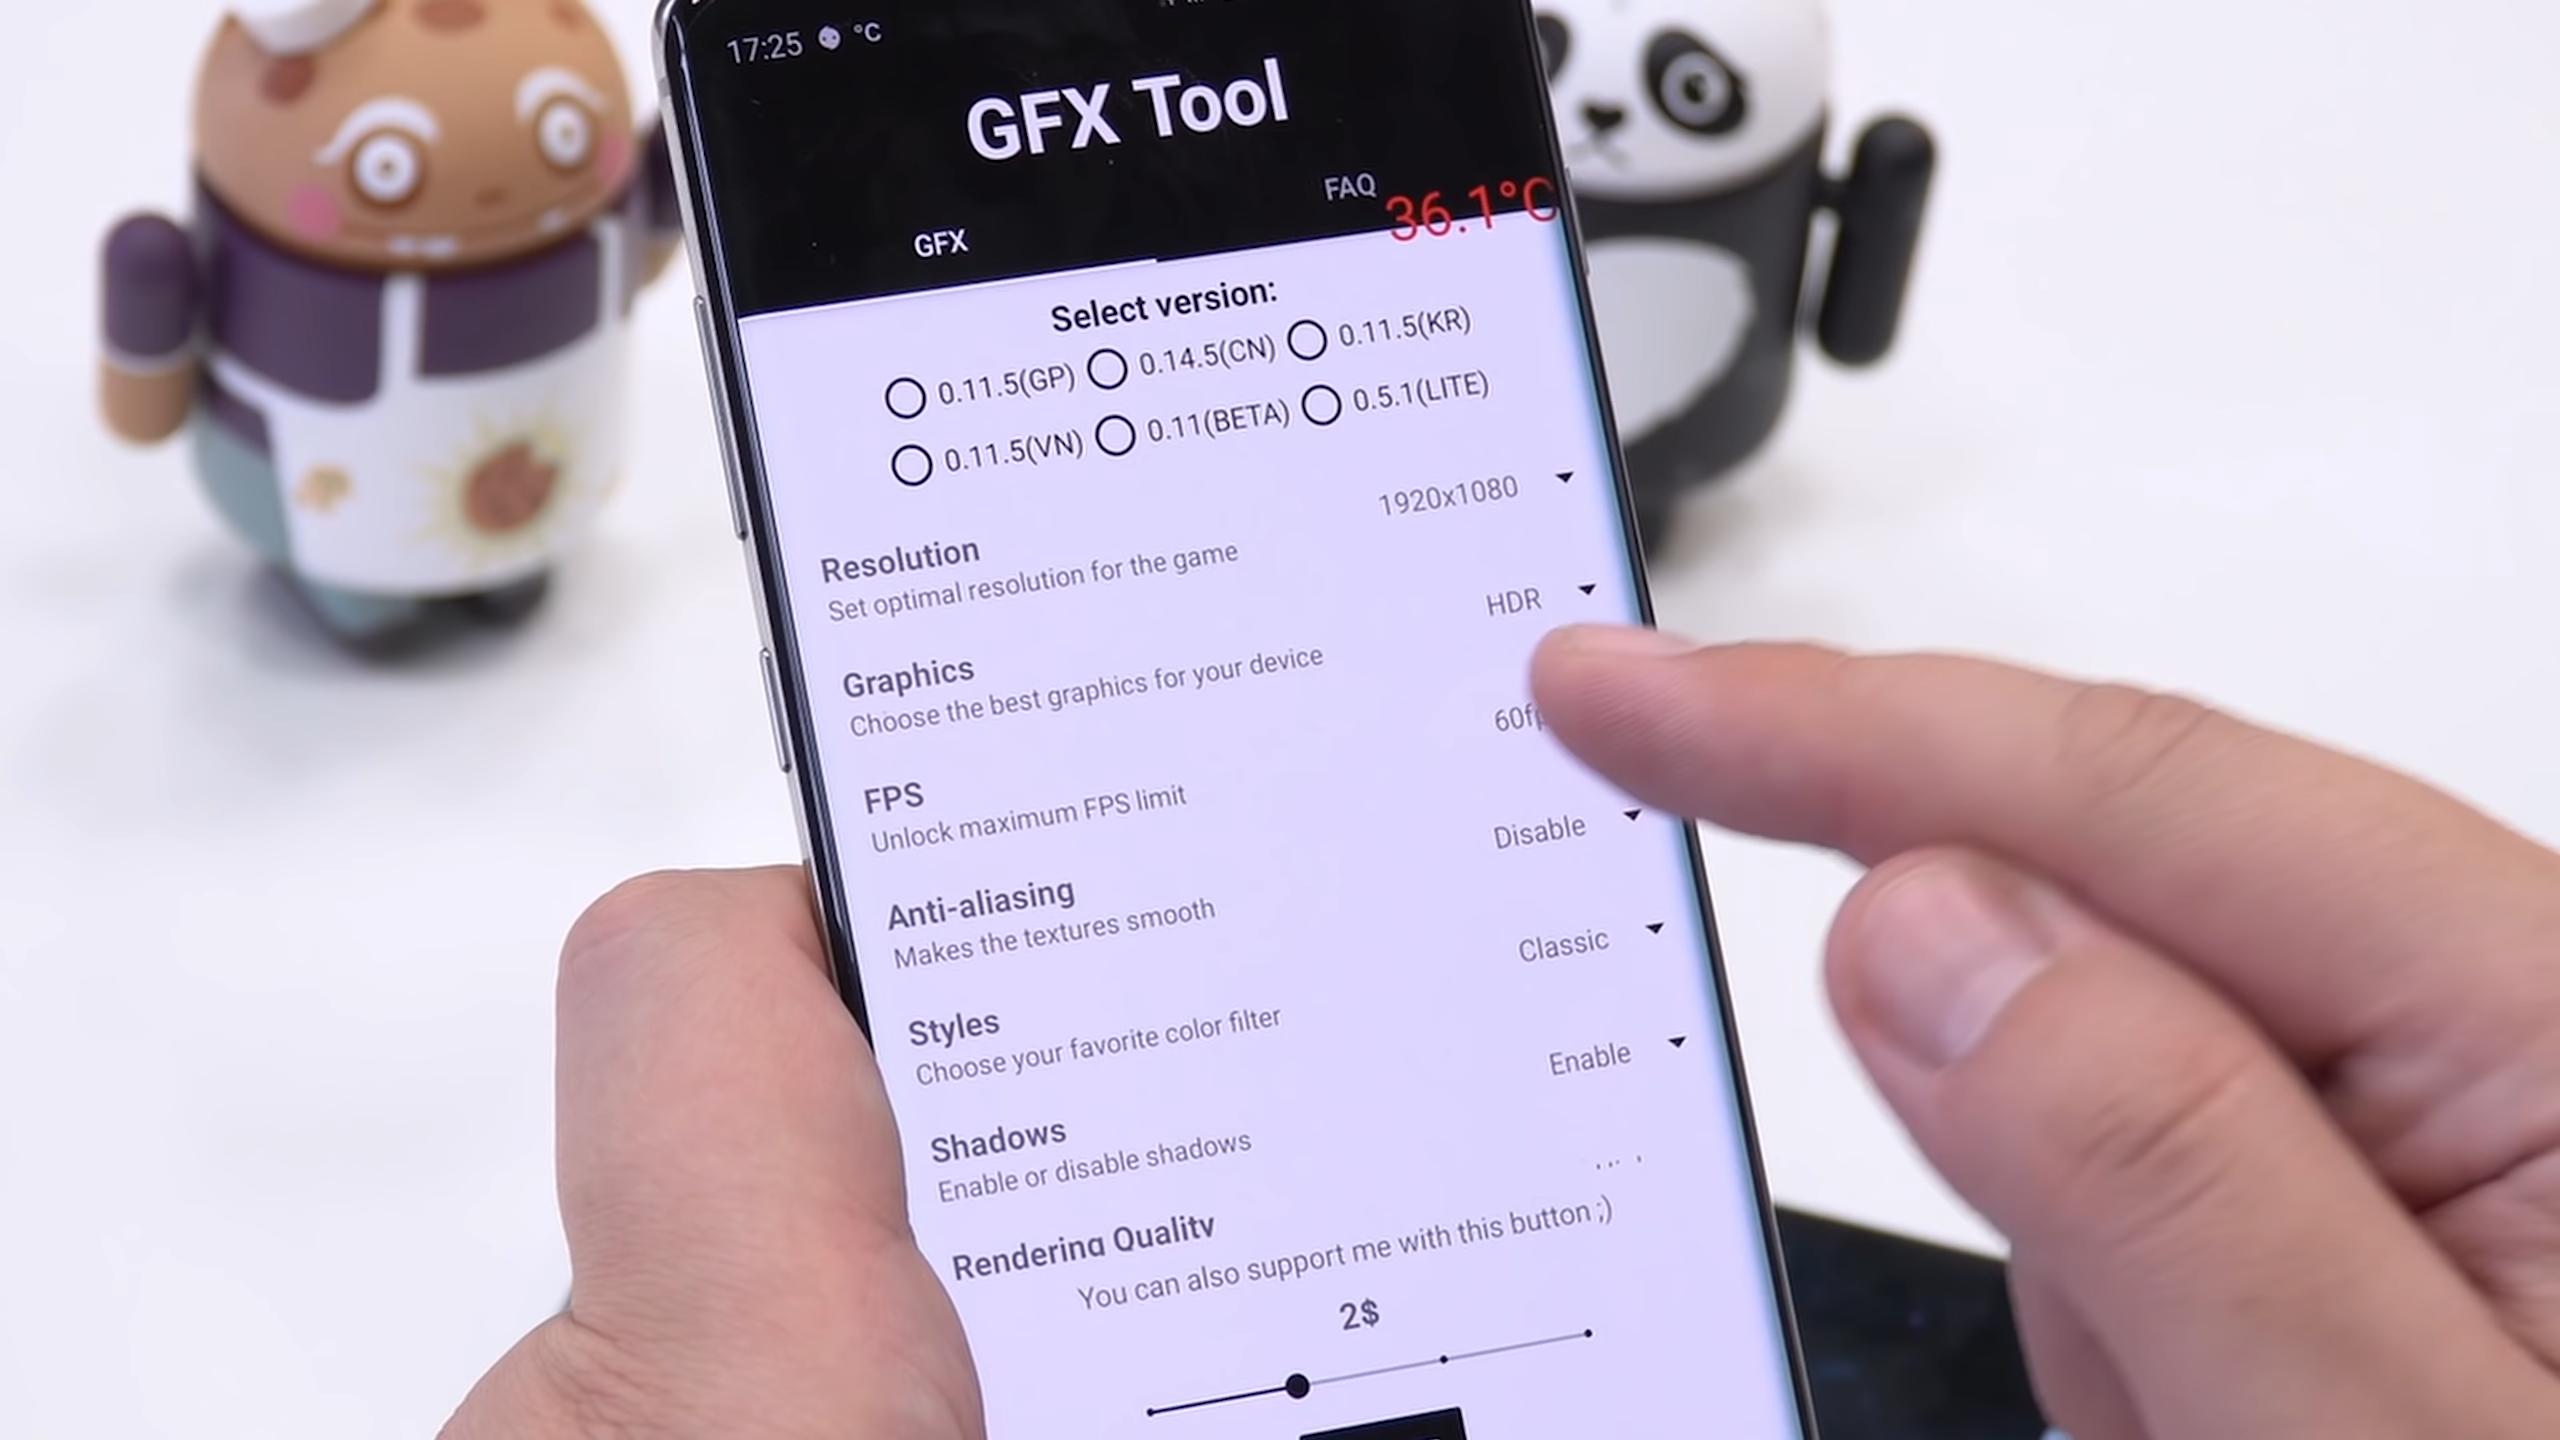 17:25 °C
GFX Tool
GFX
FAQ
36.1°C
Select version:
0.11.5(GP) 0.14.5(CN) 0.11.5(KR)
0.11.5(VN) 0.11(BETA) 0.5.1(LITE)
1920x1080
Resolution
Set optimal resolution for the game
HDR
Graphics
Choose the best graphics for your device
FPS
Unlock maximum FPS limit
Disable
Anti-aliasing
Makes the textures smooth
Classic
Styles
Choose your favorite color filter
Enable
Shadows
Enable or disable shadows
Rendering Quality
You can also support me with this button ;)
2$